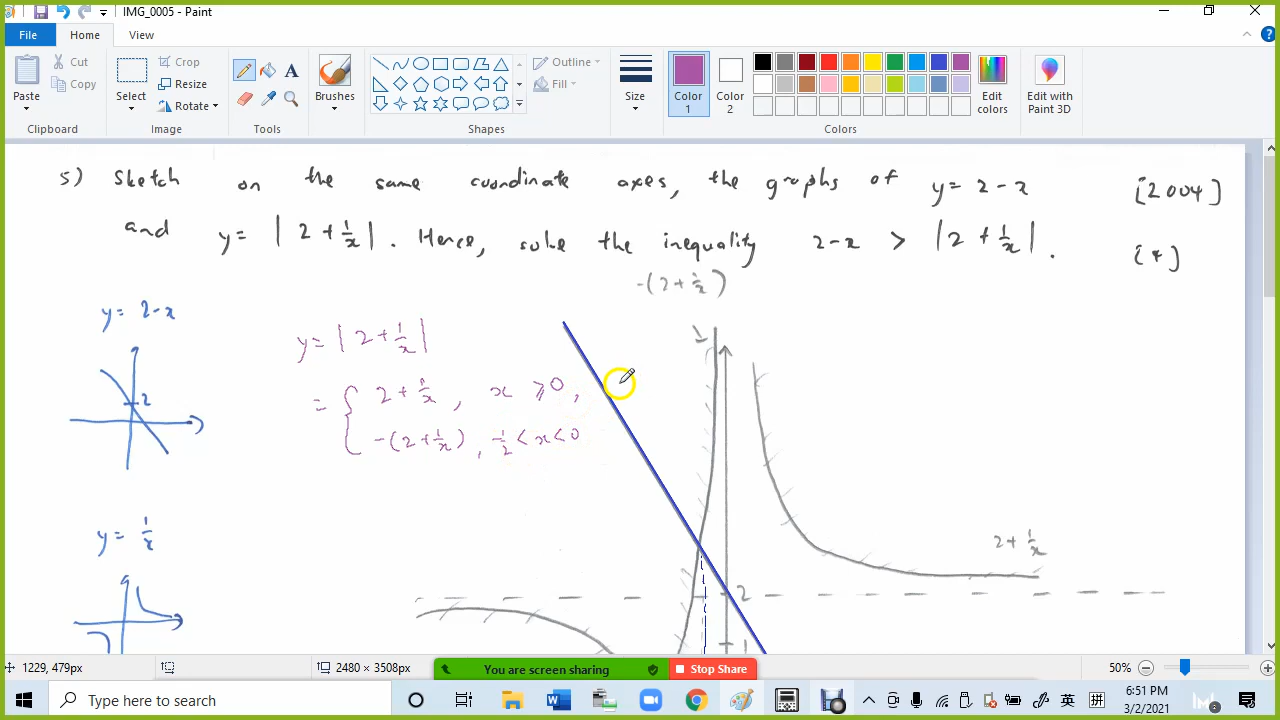 IMG_0005 - Paint
File
Home
View
Paste
Cut
Copy
Clipboard
Select
Crop
Resize
Rotate
Image
A
Tools
Brushes
Shapes
Outline
Fill
Size
Color 1
Color 2
Colors
Edit colors
Edit with Paint 3D
5) Sketch on the same coordinate axes, the graphs of y = 2 - x [2004]
and y = | 2 + 1/x |. Hence, solve the inequality 2 - x > | 2 + 1/x |. [4]
-(2 + 1/x)
y = 2 - x
2
y = | 2 + 1/x |
= { 2 + 1/x , x ⩾ 0,
-(2 + 1/x) , 1/2 < x < 0
y = 1/x
2 + 1/x
2
1
1229, 479px
2480 × 3508px
You are screen sharing
Stop Share
50%
Type here to search
英
拼
6:51 PM
3/2/2021